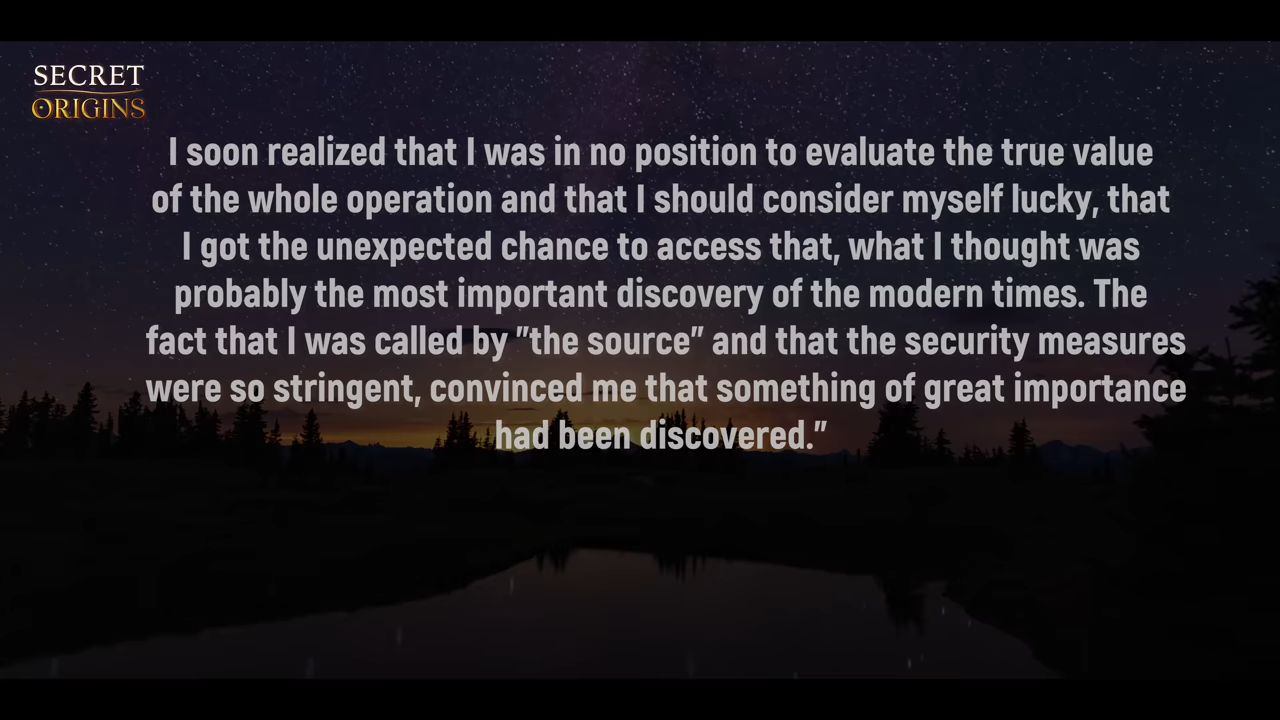 SECRET
ORIGINS
I soon realized that I was in no position to evaluate the true value
of the whole operation and that I should consider myself lucky, that
I got the unexpected chance to access that, what I thought was
probably the most important discovery of the modern times. The
fact that I was called by ”the source” and that the security measures
were so stringent, convinced me that something of great importance
had been discovered.”